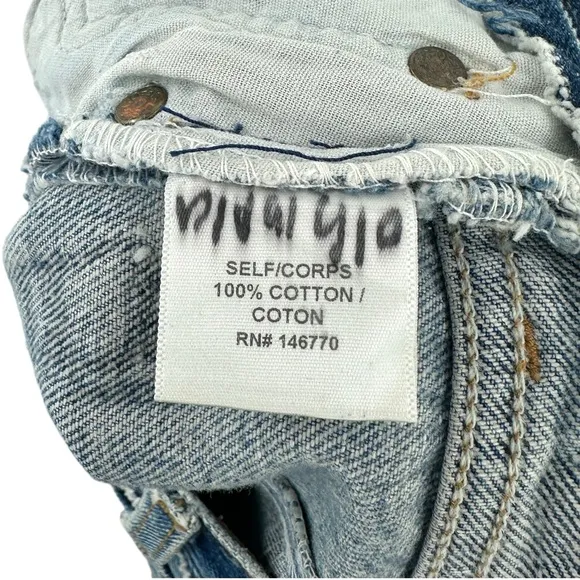 SELF/CORPS
100% COTTON /
COTON
RN# 146770